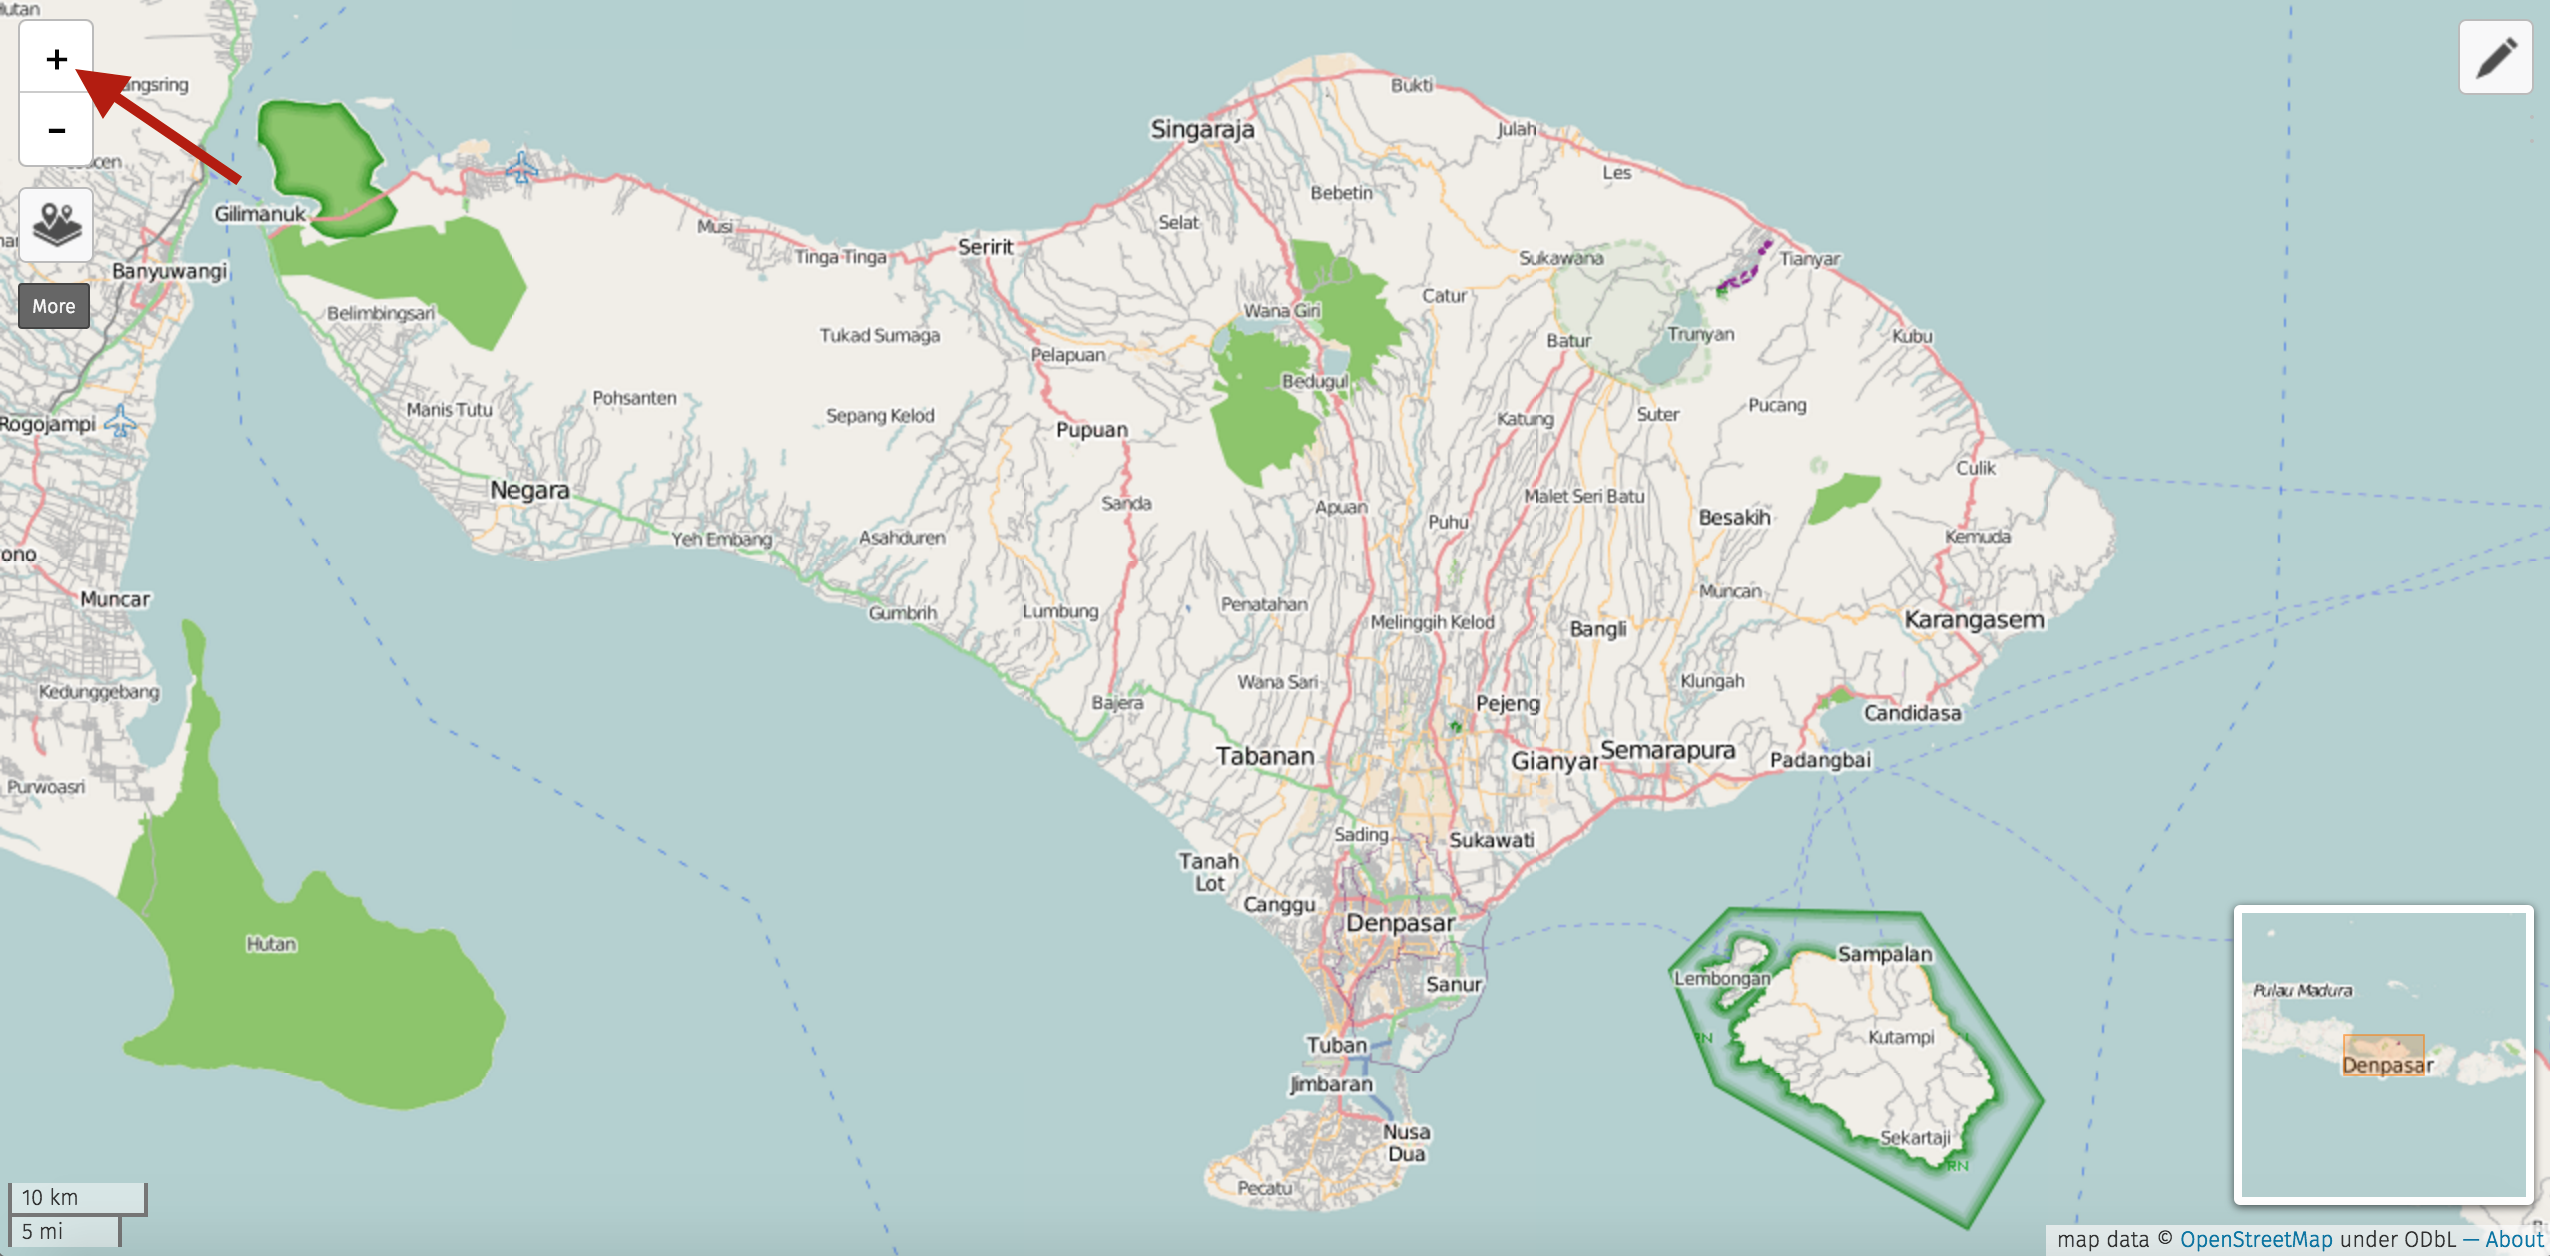 +
−
More
Gilimanuk
Banyuwangi
Belimbingsari
Rogojampi
Manis Tutu
Pohsanten
Negara
Yeh Embang
Muncar
Kedunggebang
Purwoasri
Hutan
Singaraja
Bukti
Julah
Les
Bebetin
Selat
Musi
Tinga Tinga
Seririt
Sukawana
Tianyar
Catur
Wana Giri
Tukad Sumaga
Pelapuan
Batur
Trunyan
Kubu
Bedugul
Sepang Kelod
Pupuan
Katung
Suter
Pucang
Culik
Sanda
Apuan
Malet Seri Batu
Puhu
Besakih
Asahduren
Kemuda
Gumbrih
Lumbung
Penatahan
Melinggih Kelod
Bangli
Muncan
Karangasem
Wana Sari
Klungah
Bajera
Pejeng
Candidasa
Tabanan
Gianyar
Semarapura
Padangbai
Sading
Sukawati
Tanah
Lot
Canggu
Denpasar
Sanur
Tuban
Jimbaran
Nusa
Dua
Pecatu
Sampalan
Lembongan
Kutampi
Sekartaji
RN
Pulau Madura
Denpasar
10 km
5 mi
map data © OpenStreetMap under ODbL — About